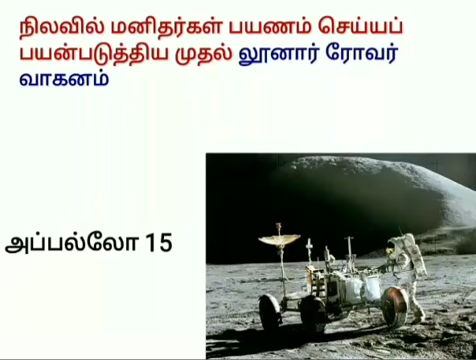 நிலவில் மனிதர்கள் பயணம் செய்யப்
பயன்படுத்திய முதல் லூனார் ரோவர்
வாகனம்
அப்பல்லோ 15